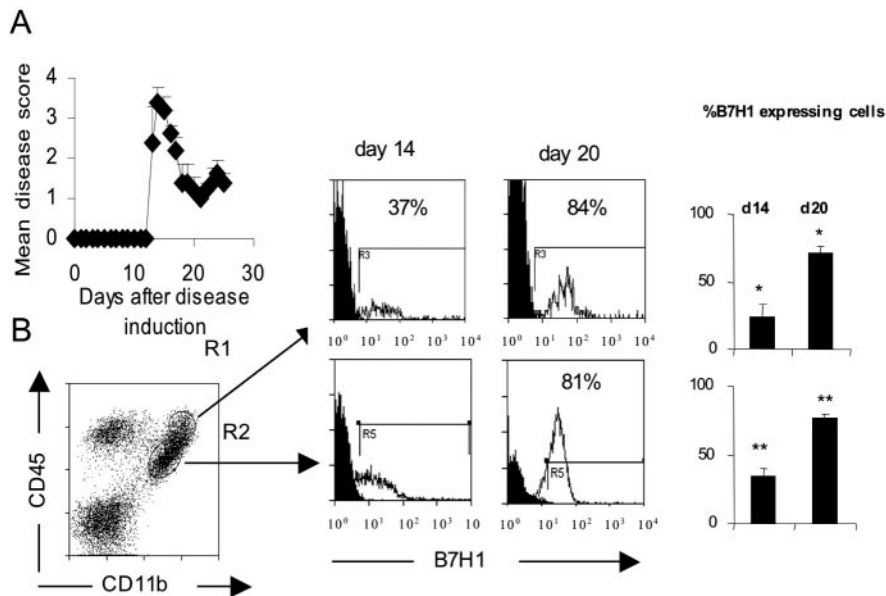 A
Mean disease score
4
3
2
1
0
0 10 20 30
Days after disease
induction
B
R1
R2
CD45
CD11b
day 14
day 20
37%
R3
10⁰ 10¹ 10² 10³ 10⁴
84%
R3
10⁰ 10¹ 10² 10³ 10⁴
R5
10⁰ 10¹ 10² 10³ 10⁴
81%
R5
10⁰ 10¹ 10² 10³ 10⁴
B7H1
%B7H1 expressing cells
d14 d20
100
50
0
* *
100
50
0
** **